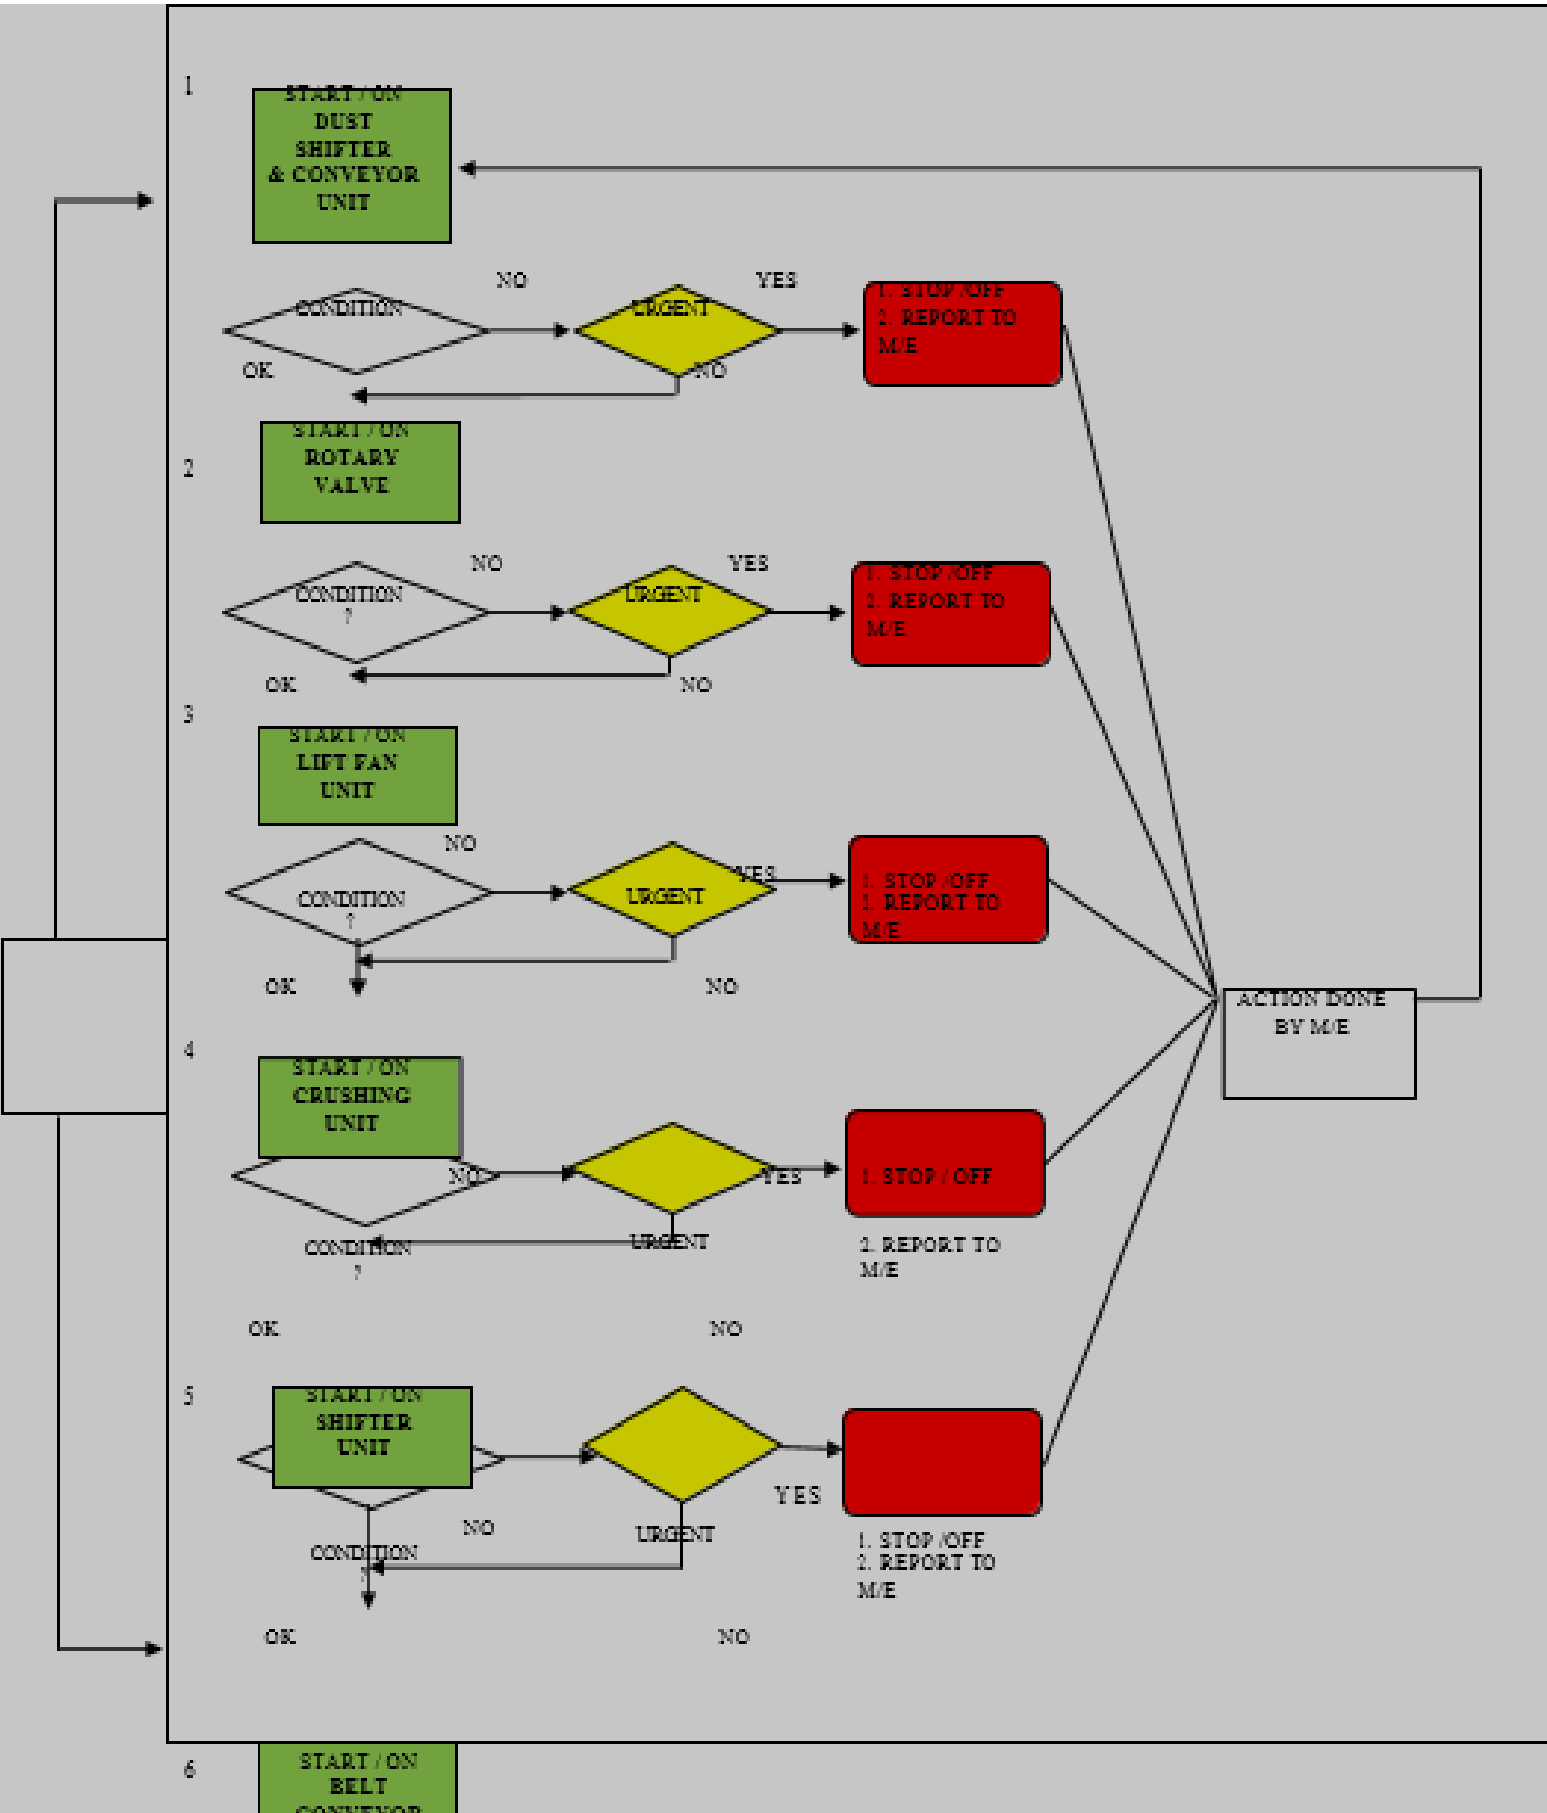 1
START / ON
DUST
SHIFTER
& CONVEYOR
UNIT
NO
YES
CONDITION
URGENT
1. STOP /OFF
2. REPORT TO
M/E
OK
NO
2
START / ON
ROTARY
VALVE
NO
YES
CONDITION
?
URGENT
1. STOP /OFF
2. REPORT TO
M/E
OK
NO
3
START / ON
LIFT FAN
UNIT
NO
YES
CONDITION
?
URGENT
1. STOP /OFF
2. REPORT TO
M/E
OK
NO
ACTION DONE
BY M/E
4
START / ON
CRUSHING
UNIT
NO
YES
1. STOP / OFF
CONDITION
?
URGENT
2. REPORT TO
M/E
OK
NO
5
START / ON
SHIFTER
UNIT
YES
NO
URGENT
CONDITION
?
1. STOP /OFF
2. REPORT TO
M/E
OK
NO
6
START / ON
BELT
CONVEYOR